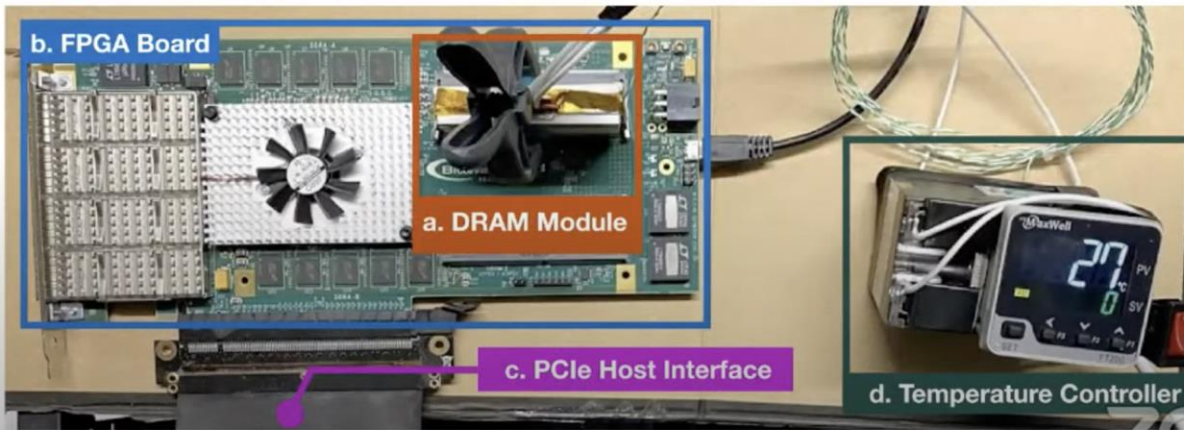 b. FPGA Board
a. DRAM Module
MaxWell
27
PV
°C
0
SV
SET
c. PCIe Host Interface
d. Temperature Controller